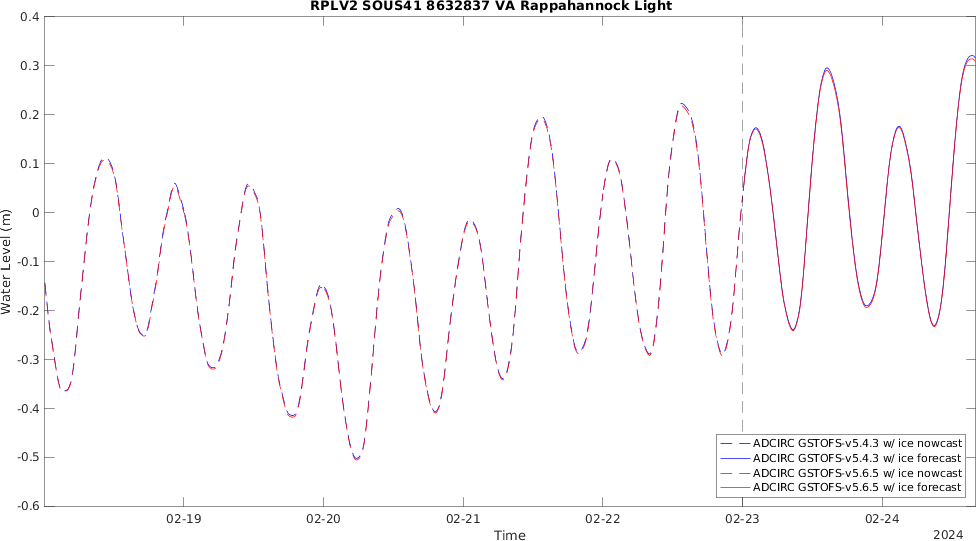 RPLV2 SOUS41 8632837 VA Rappahannock Light
0.4
0.3
0.2
0.1
0
-0.1
-0.2
-0.3
-0.4
-0.5
-0.6
Water Level (m)
02-19
02-20
02-21
02-22
02-23
02-24
Time
2024
ADCIRC GSTOFS-v5.4.3 w/ ice nowcast
ADCIRC GSTOFS-v5.4.3 w/ ice forecast
ADCIRC GSTOFS-v5.6.5 w/ ice nowcast
ADCIRC GSTOFS-v5.6.5 w/ ice forecast